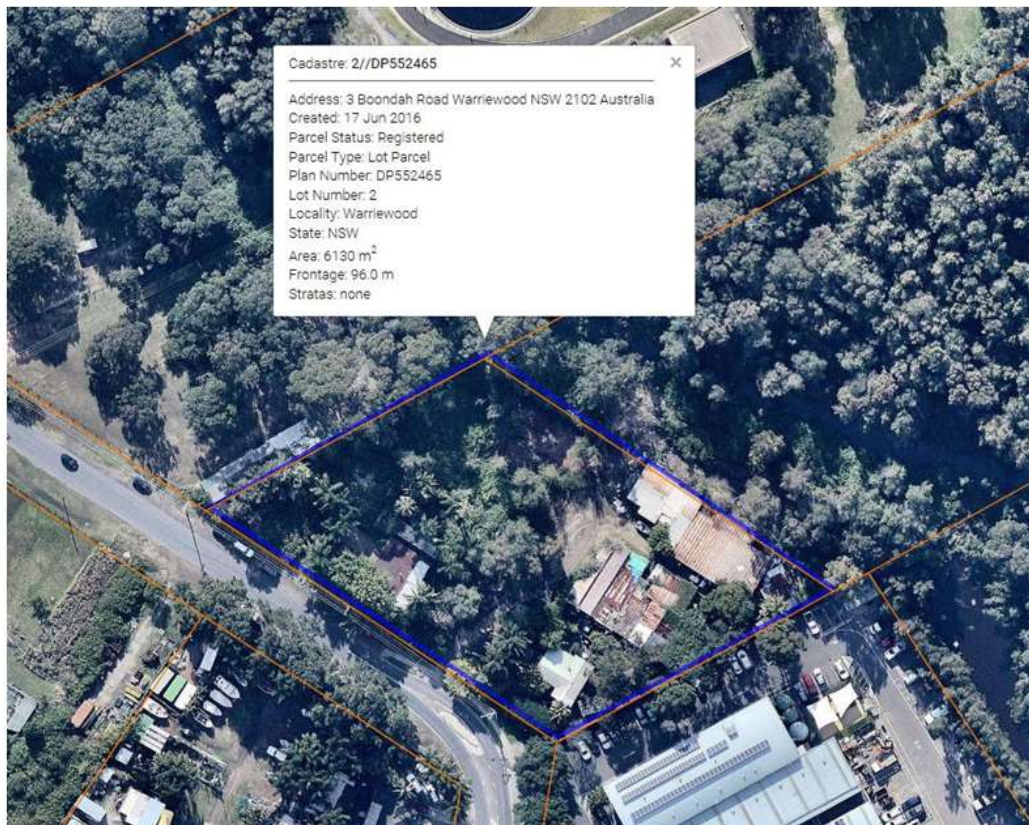 Cadastre: 2//DP552465 ×
Address: 3 Boondah Road Warriewood NSW 2102 Australia
Created: 17 Jun 2016
Parcel Status: Registered
Parcel Type: Lot Parcel
Plan Number: DP552465
Lot Number: 2
Locality: Warriewood
State: NSW
Area: 6130 m²
Frontage: 96.0 m
Stratas: none